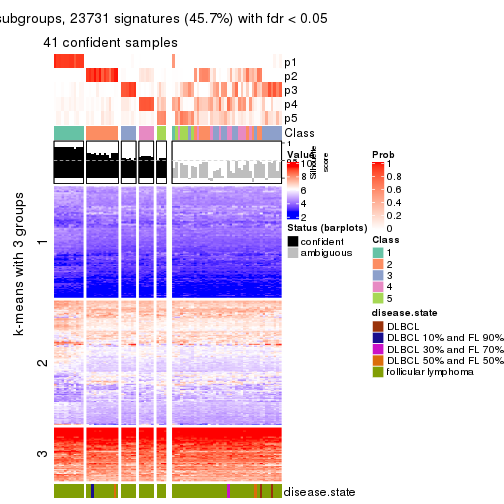 subgroups, 23731 signatures (45.7%) with fdr < 0.05
41 confident samples
p1
p2
p3
p4
p5
Class
1
Silhouette
score
Value
10
8
6
4
2
Status (barplots)
confident
ambiguous
Prob
1
0.8
0.6
0.4
0.2
0
Class
1
2
3
4
5
disease.state
DLBCL
DLBCL 10% and FL 90%
DLBCL 30% and FL 70%
DLBCL 50% and FL 50%
follicular lymphoma
k-means with 3 groups
1
2
3
disease.state